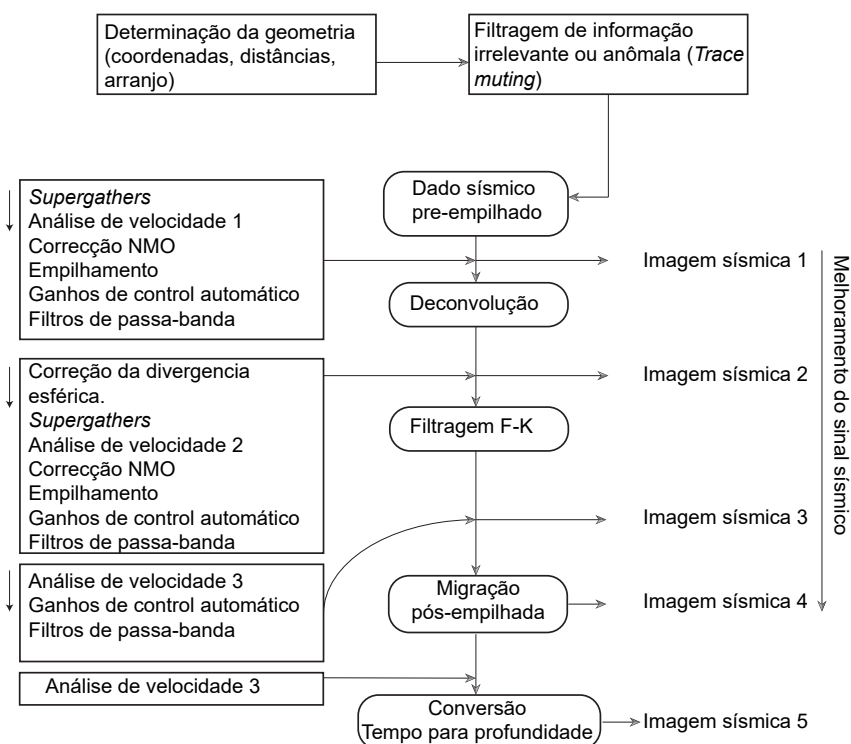 Determinação da geometria
(coordenadas, distâncias,
arranjo)
Filtragem de informação
irrelevante ou anômala (Trace
muting)
Supergathers
Análise de velocidade 1
Correcção NMO
Empilhamento
Ganhos de control automático
Filtros de passa-banda
Dado sísmico
pre-empilhado
Imagem sísmica 1
Deconvolução
Correção da divergencia
esférica.
Supergathers
Análise de velocidade 2
Correcção NMO
Empilhamento
Ganhos de control automático
Filtros de passa-banda
Imagem sísmica 2
Filtragem F-K
Imagem sísmica 3
Análise de velocidade 3
Ganhos de control automático
Filtros de passa-banda
Migração
pós-empilhada
Imagem sísmica 4
Melhoramento do sinal sísmico
Análise de velocidade 3
Conversão
Tempo para profundidade
Imagem sísmica 5